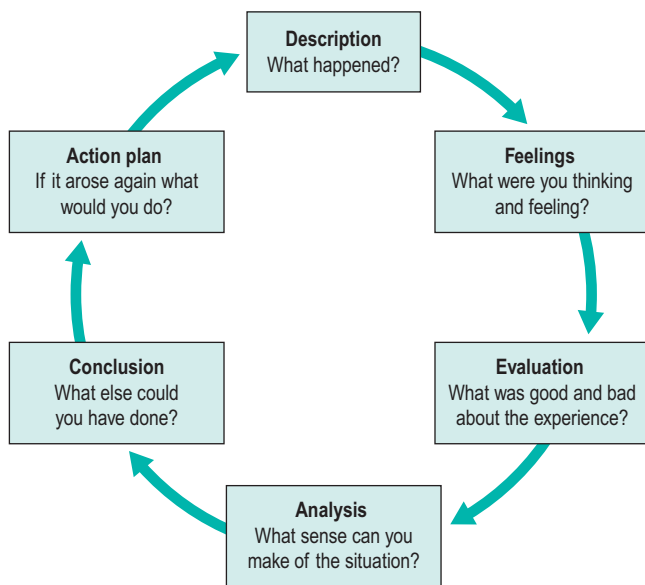 Description
What happened?
Feelings
What were you thinking
and feeling?
Evaluation
What was good and bad
about the experience?
Analysis
What sense can you
make of the situation?
Conclusion
What else could
you have done?
Action plan
If it arose again what
would you do?